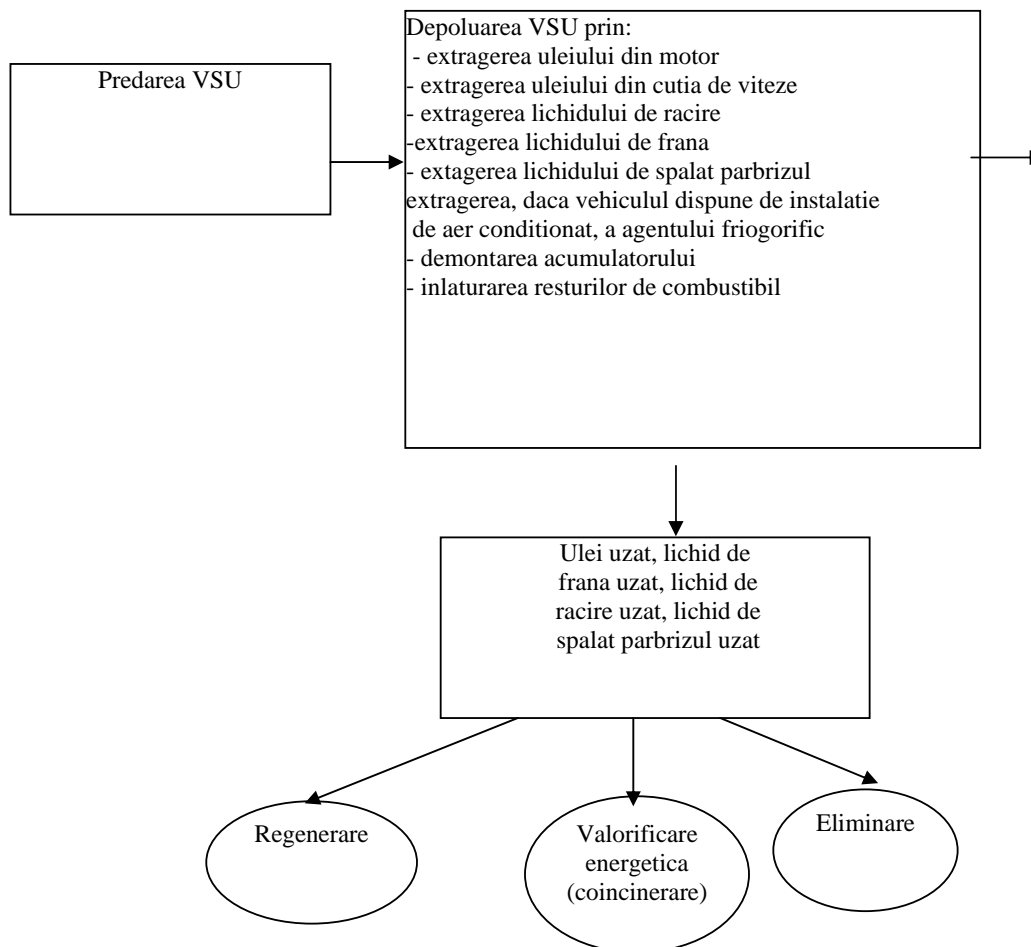 Predarea VSU
Depoluarea VSU prin:
- extragerea uleiului din motor
- extragerea uleiului din cutia de viteze
- extragerea lichidului de racire
-extragerea lichidului de frana
- extagerea lichidului de spalat parbrizul
extragerea, daca vehiculul dispune de instalatie
de aer conditionat, a agentului friogorific
- demontarea acumulatorului
- inlaturarea resturilor de combustibil
Ulei uzat, lichid de
frana uzat, lichid de
racire uzat, lichid de
spalat parbrizul uzat
Regenerare
Valorificare
energetica
(coincinerare)
Eliminare